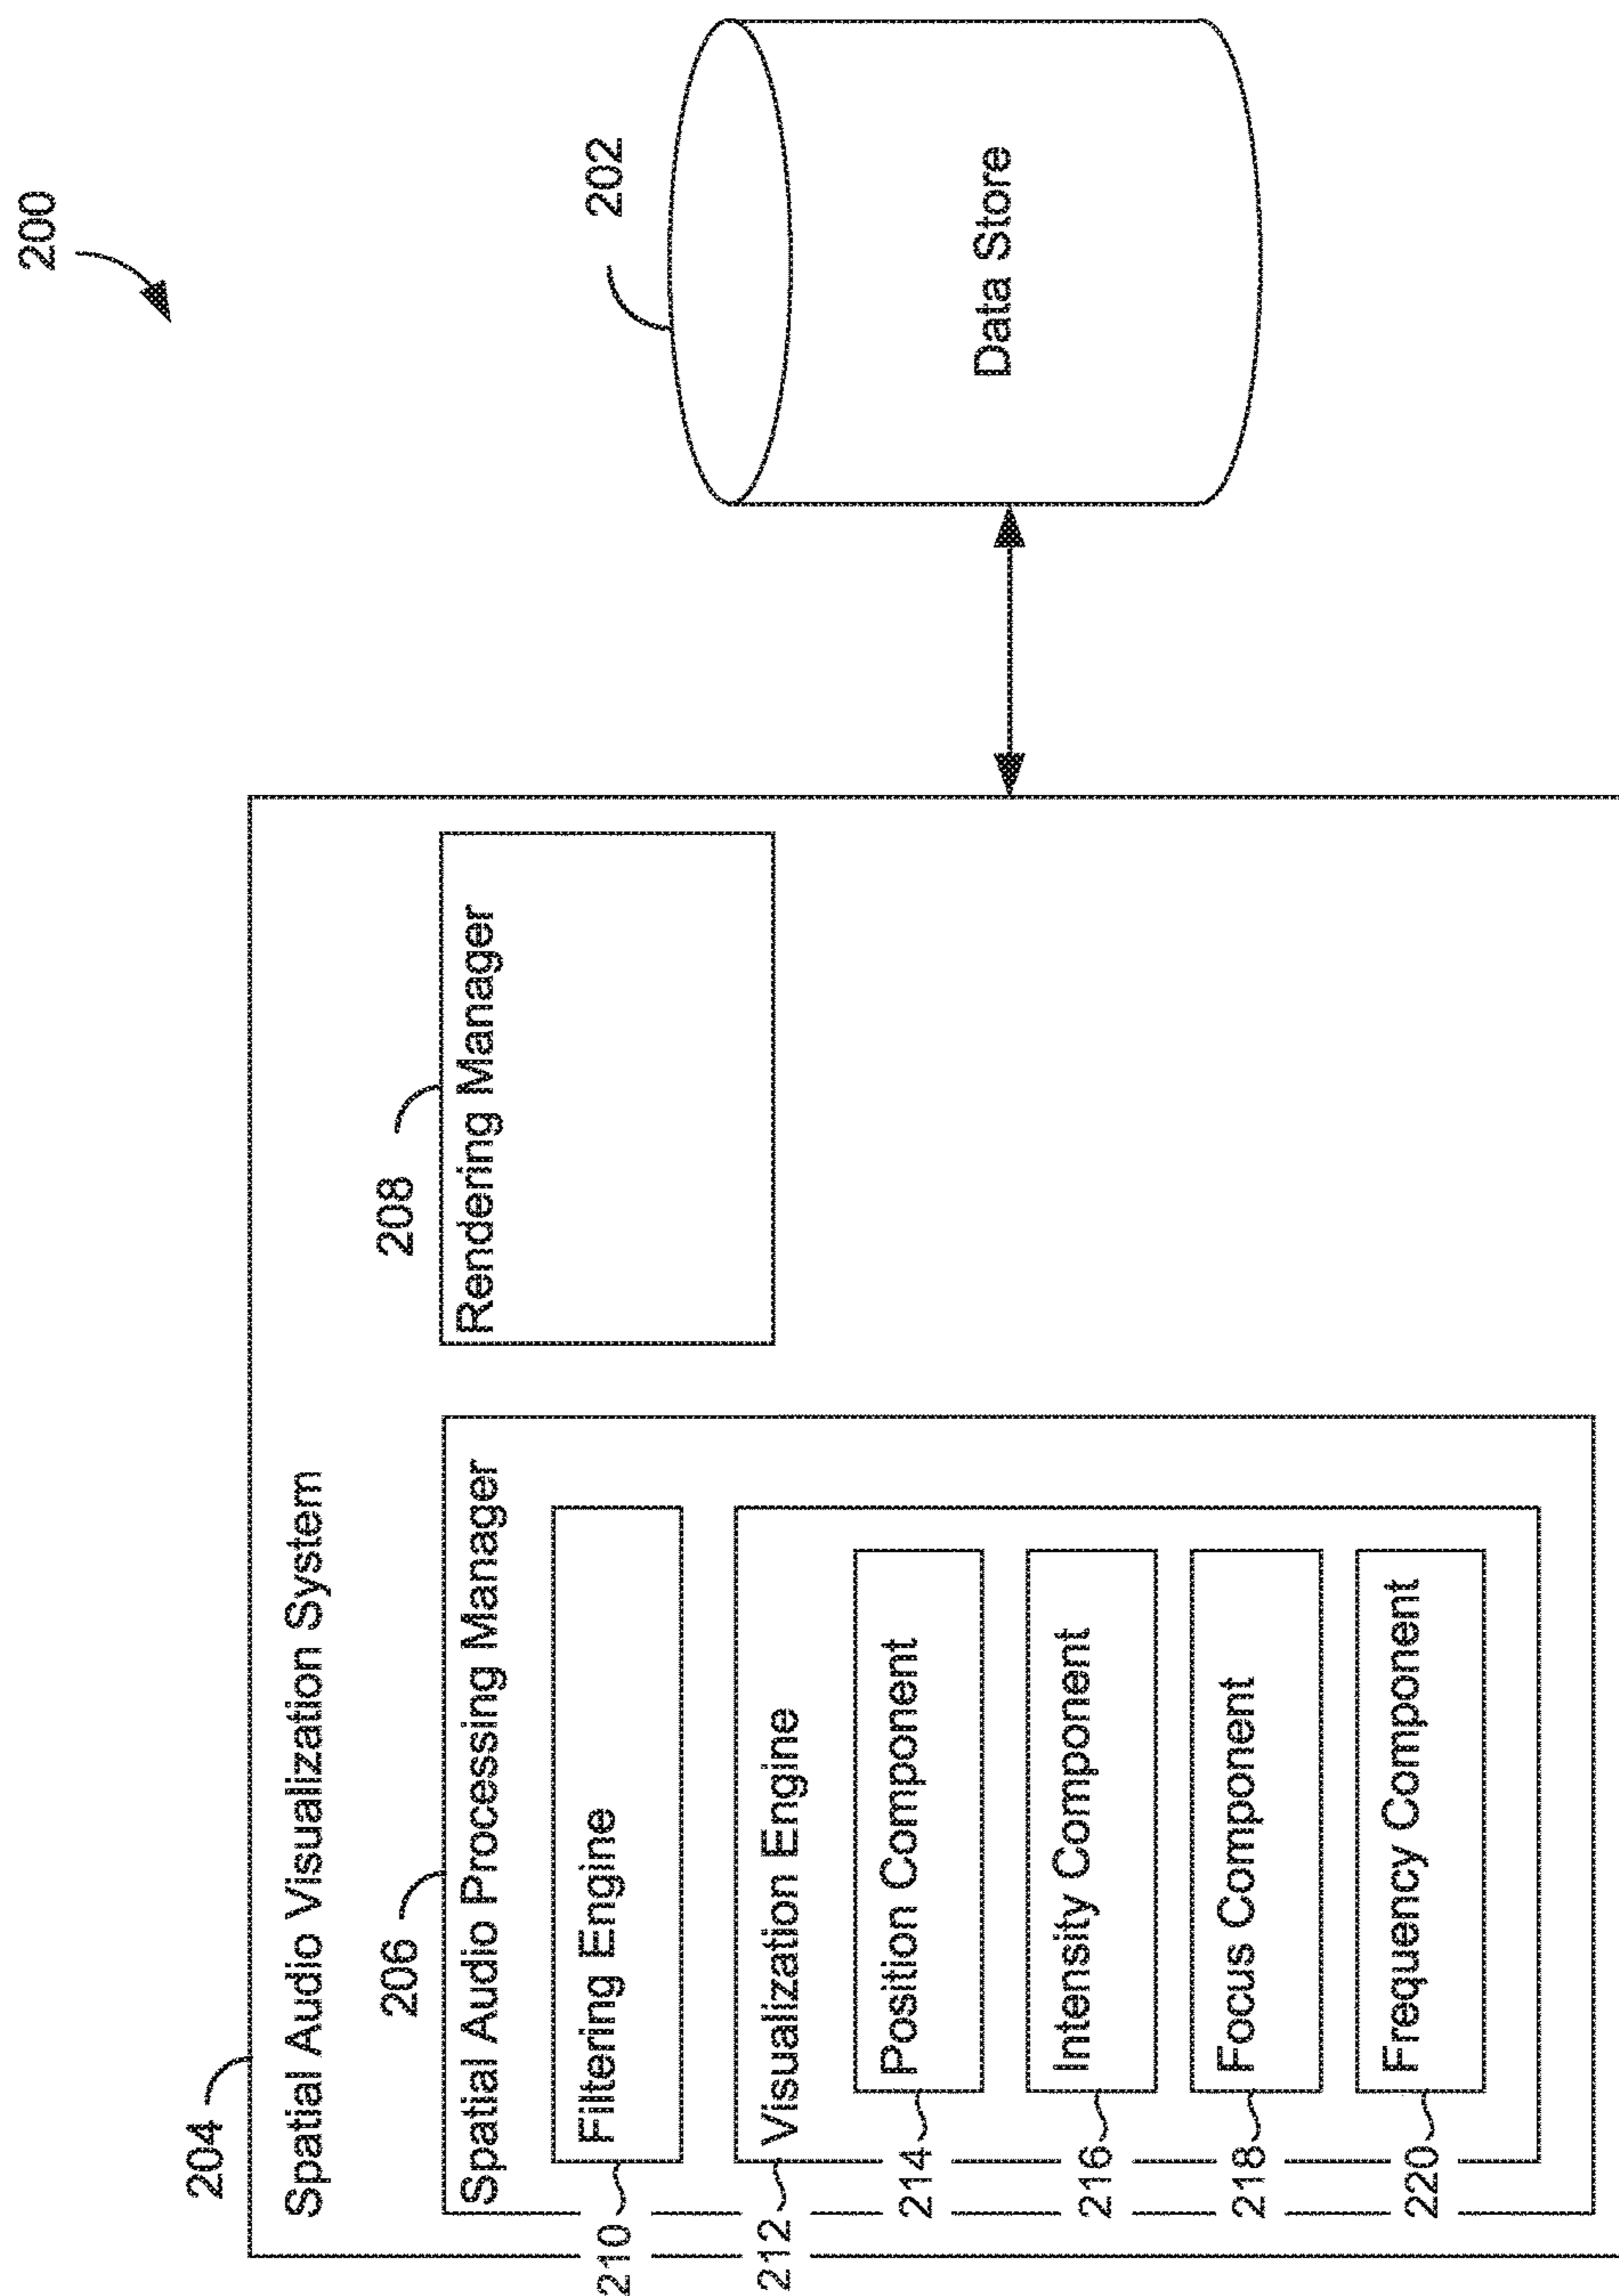 200
204
Spatial Audio Visualization System
206
Spatial Audio Processing Manager
210
Filtering Engine
212
Visualization Engine
214
Position Component
216
Intensity Component
218
Focus Component
220
Frequency Component
208
Rendering Manager
202
Data Store